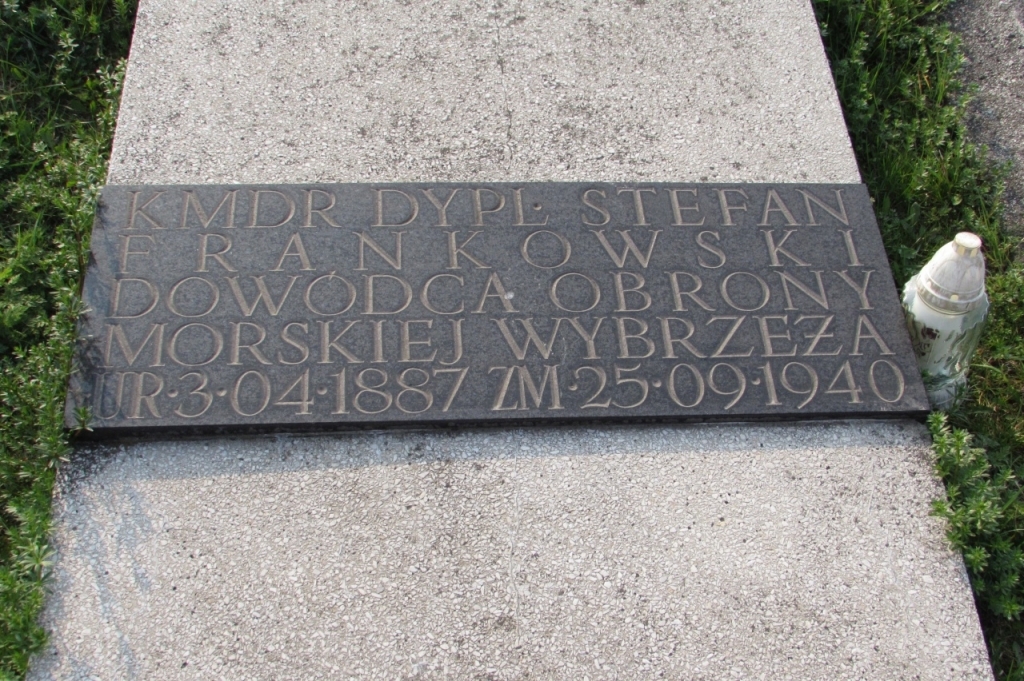 KMDR DYPL· STEFAN
FRANKOWSKI
DOWÓDCA OBRONY
MORSKIEJ WYBRZEŻA
UR·3·04·1887 ZM·25·09·1940